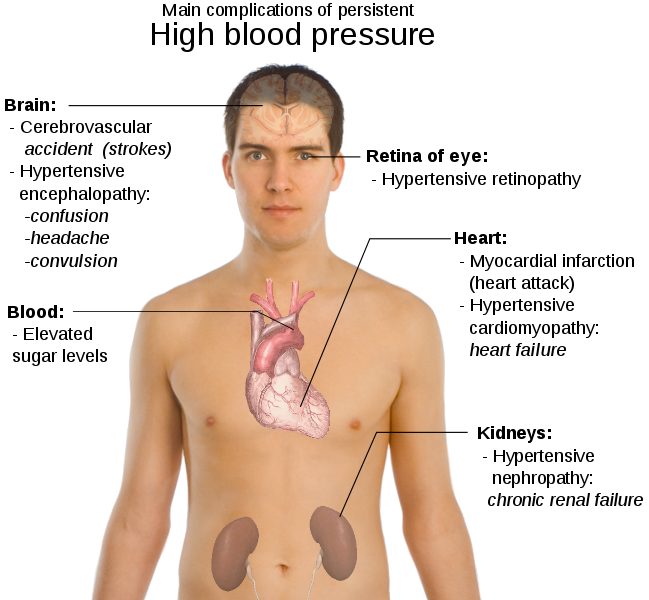 Main complications of persistent
High blood pressure
Brain:
- Cerebrovascular
accident (strokes)
- Hypertensive
encephalopathy:
-confusion
-headache
-convulsion
Retina of eye:
- Hypertensive retinopathy
Heart:
- Myocardial infarction
(heart attack)
- Hypertensive
cardiomyopathy:
heart failure
Blood:
- Elevated
sugar levels
Kidneys:
- Hypertensive
nephropathy:
chronic renal failure